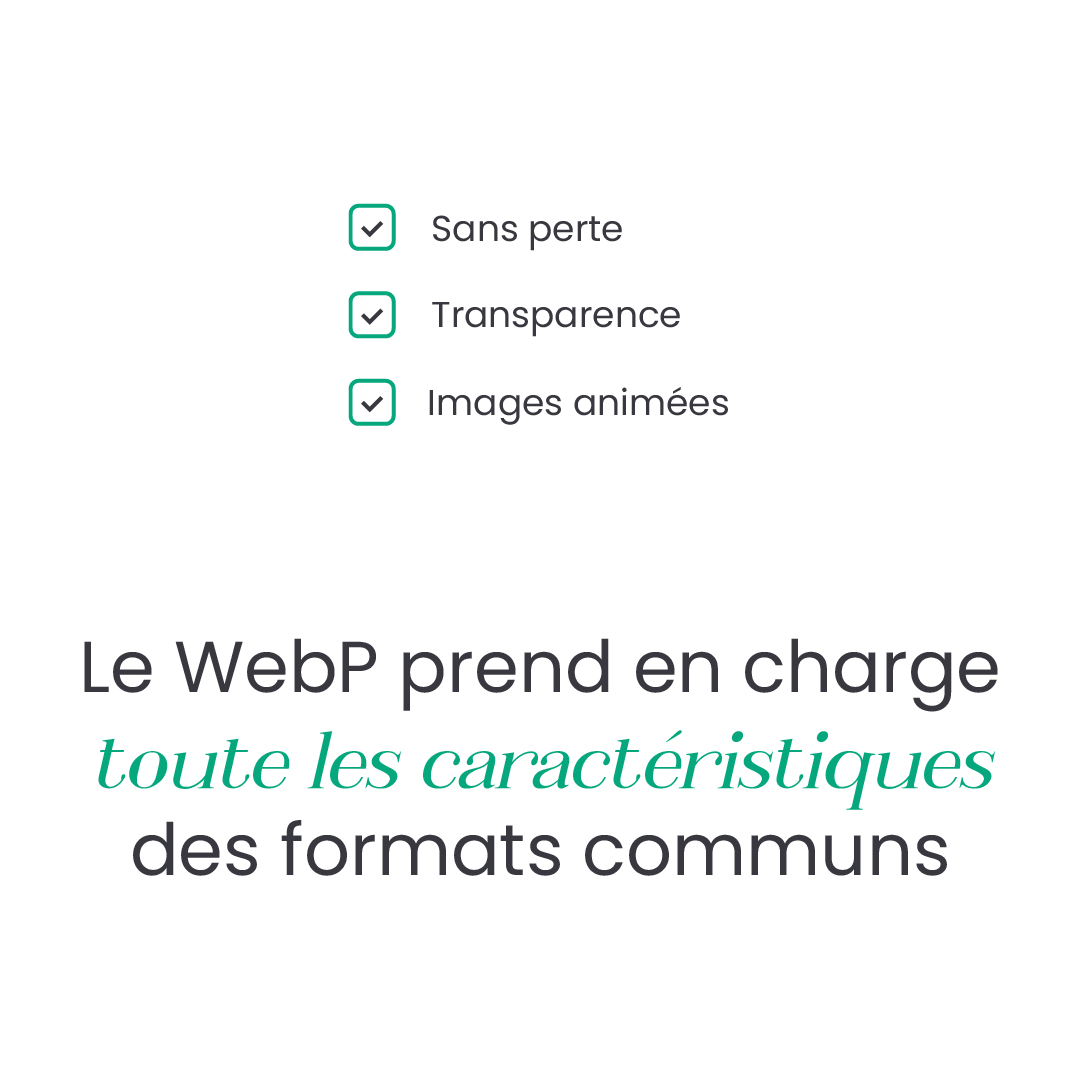 Sans perte
Transparence
Images animées
Le WebP prend en charge
toute les caractéristiques
des formats communs